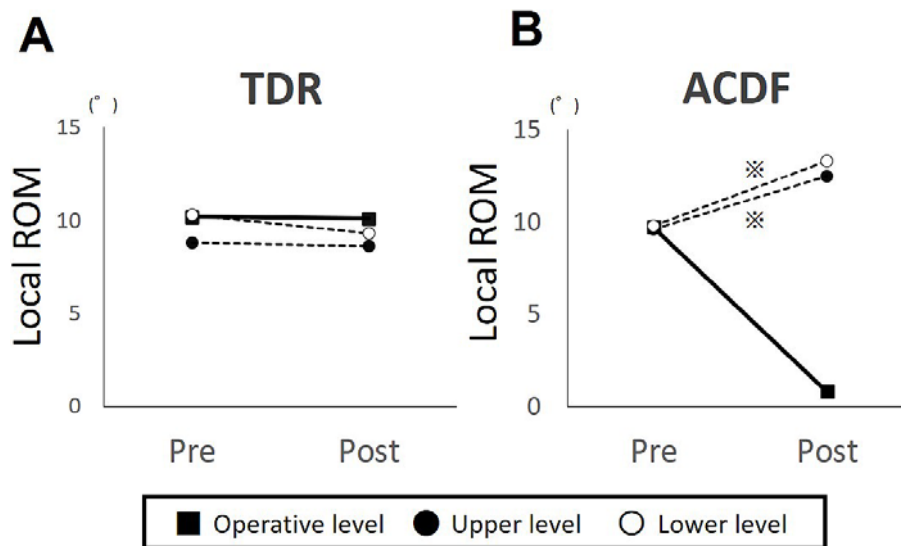 A
TDR
(° )
15
10
5
0
Local ROM
Pre Post
B
ACDF
(° )
15
10
5
0
Local ROM
※
※
Pre Post
■ Operative level ● Upper level ○ Lower level